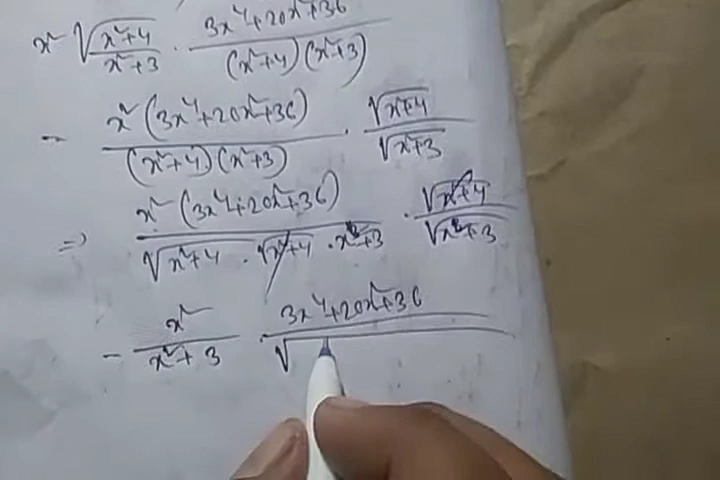 x² √(x²+4 / x²+3) · 3x⁴+20x²+36 / (x²+4)(x²+3)
= x²(3x⁴+20x²+36) / (x²+4)(x²+3) · √x²+4 / √x²+3
⇒ x²(3x⁴+20x²+36) / √x²+4 · √x²+4 · x²+3 · √x²+4 / √x²+3
= x² / x²+3 · 3x⁴+20x²+36 / √